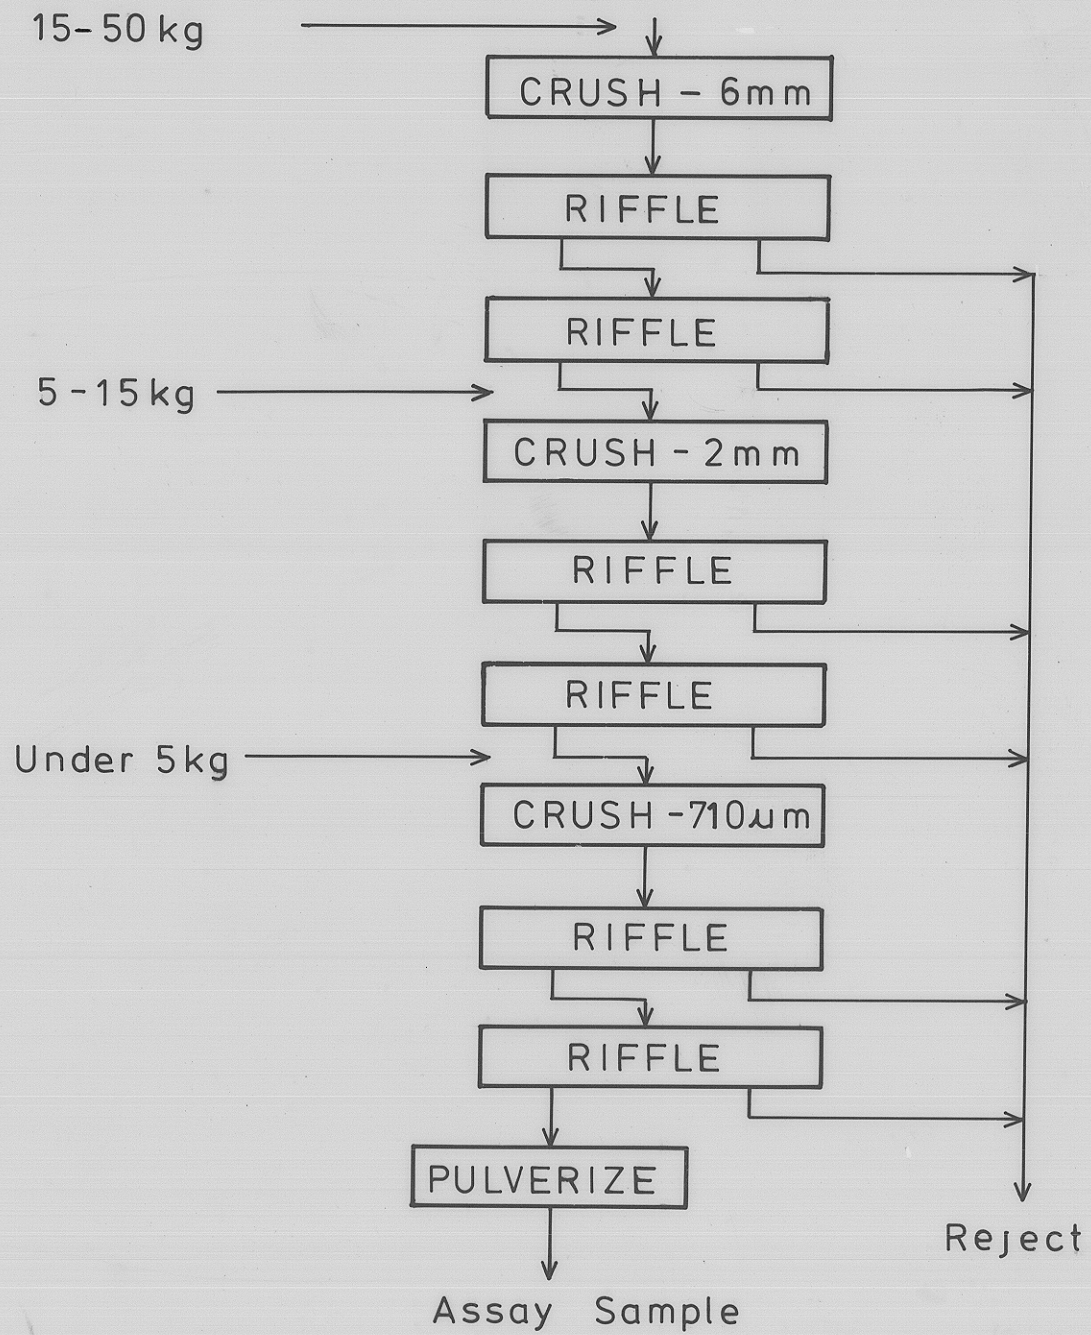 15-50 kg
CRUSH - 6mm
RIFFLE
RIFFLE
5-15 kg
CRUSH - 2mm
RIFFLE
RIFFLE
Under 5kg
CRUSH -710µm
RIFFLE
RIFFLE
PULVERIZE
Reject
Assay Sample